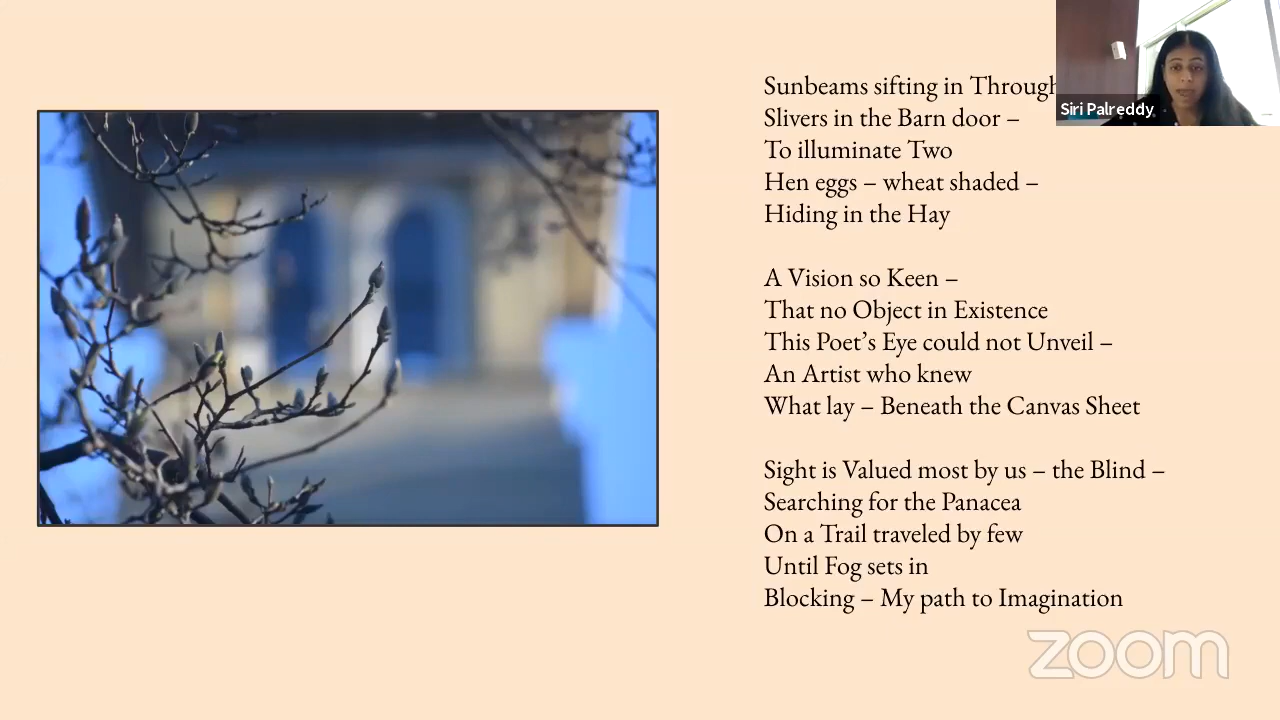 Sunbeams sifting in Through
Slivers in the Barn door –
To illuminate Two
Hen eggs – wheat shaded –
Hiding in the Hay
A Vision so Keen –
That no Object in Existence
This Poet’s Eye could not Unveil –
An Artist who knew
What lay – Beneath the Canvas Sheet
Sight is Valued most by us – the Blind –
Searching for the Panacea
On a Trail traveled by few
Until Fog sets in
Blocking – My path to Imagination
Siri Palreddy
zoom